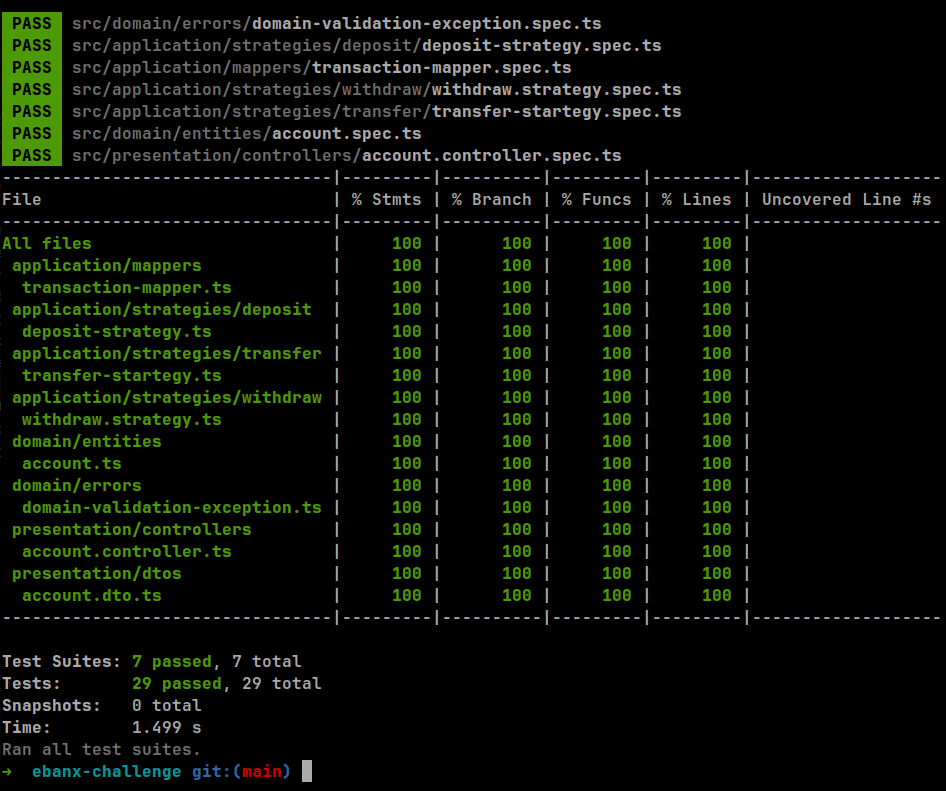 PASS src/domain/errors/domain-validation-exception.spec.ts
PASS src/application/strategies/deposit/deposit-strategy.spec.ts
PASS src/application/mappers/transaction-mapper.spec.ts
PASS src/application/strategies/withdraw/withdraw.strategy.spec.ts
PASS src/application/strategies/transfer/transfer-startegy.spec.ts
PASS src/domain/entities/account.spec.ts
PASS src/presentation/controllers/account.controller.spec.ts
---------------------------------|---------|----------|---------|---------|-------------------
File                             | % Stmts | % Branch | % Funcs | % Lines | Uncovered Line #s
---------------------------------|---------|----------|---------|---------|-------------------
All files                        |     100 |      100 |     100 |     100 |
 application/mappers             |     100 |      100 |     100 |     100 |
  transaction-mapper.ts          |     100 |      100 |     100 |     100 |
 application/strategies/deposit  |     100 |      100 |     100 |     100 |
  deposit-strategy.ts            |     100 |      100 |     100 |     100 |
 application/strategies/transfer |     100 |      100 |     100 |     100 |
  transfer-startegy.ts           |     100 |      100 |     100 |     100 |
 application/strategies/withdraw |     100 |      100 |     100 |     100 |
  withdraw.strategy.ts           |     100 |      100 |     100 |     100 |
 domain/entities                 |     100 |      100 |     100 |     100 |
  account.ts                     |     100 |      100 |     100 |     100 |
 domain/errors                   |     100 |      100 |     100 |     100 |
  domain-validation-exception.ts |     100 |      100 |     100 |     100 |
 presentation/controllers        |     100 |      100 |     100 |     100 |
  account.controller.ts          |     100 |      100 |     100 |     100 |
 presentation/dtos               |     100 |      100 |     100 |     100 |
  account.dto.ts                 |     100 |      100 |     100 |     100 |
---------------------------------|---------|----------|---------|---------|-------------------
Test Suites: 7 passed, 7 total
Tests:       29 passed, 29 total
Snapshots:   0 total
Time:        1.499 s
Ran all test suites.
➜  ebanx-challenge git:(main)